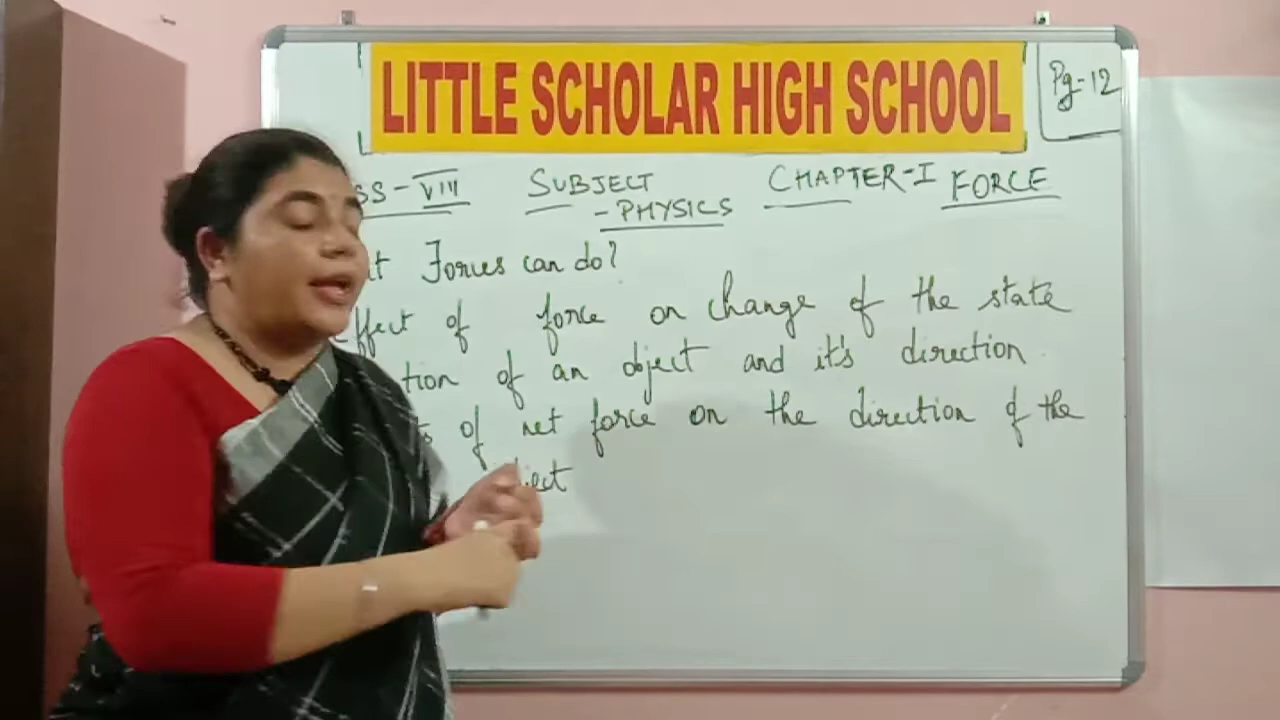 LITTLE SCHOLAR HIGH SCHOOL
Pg-12
SS-VIII SUBJECT CHAPTER-I FORCE
-PHYSICS
Forces can do?
of force on change of the state
of an object and it's direction
of net force on the direction of the